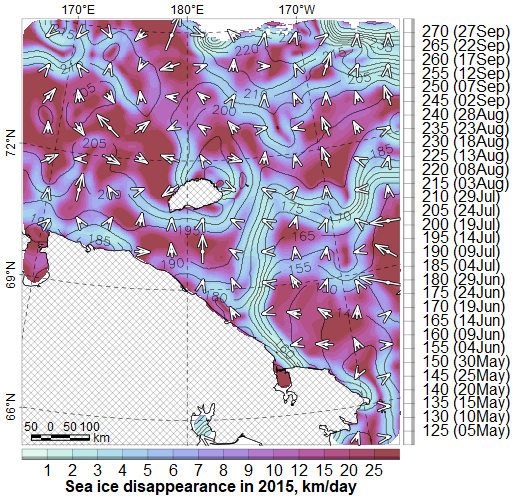 170°E 180°E 170°W
72°N
69°N
66°N
220
205
205
210
205
200
185
210
175
170
195
165
185
190
155
160
50 0 50 100
km
1 2 3 4 5 6 7 8 9 10 12 15 20 25
Sea ice disappearance in 2015, km/day
270 (27Sep)
265 (22Sep)
260 (17Sep)
255 (12Sep)
250 (07Sep)
245 (02Sep)
240 (28Aug)
235 (23Aug)
230 (18Aug)
225 (13Aug)
220 (08Aug)
215 (03Aug)
210 (29Jul)
205 (24Jul)
200 (19Jul)
195 (14Jul)
190 (09Jul)
185 (04Jul)
180 (29Jun)
175 (24Jun)
170 (19Jun)
165 (14Jun)
160 (09Jun)
155 (04Jun)
150 (30May)
145 (25May)
140 (20May)
135 (15May)
130 (10May)
125 (05May)